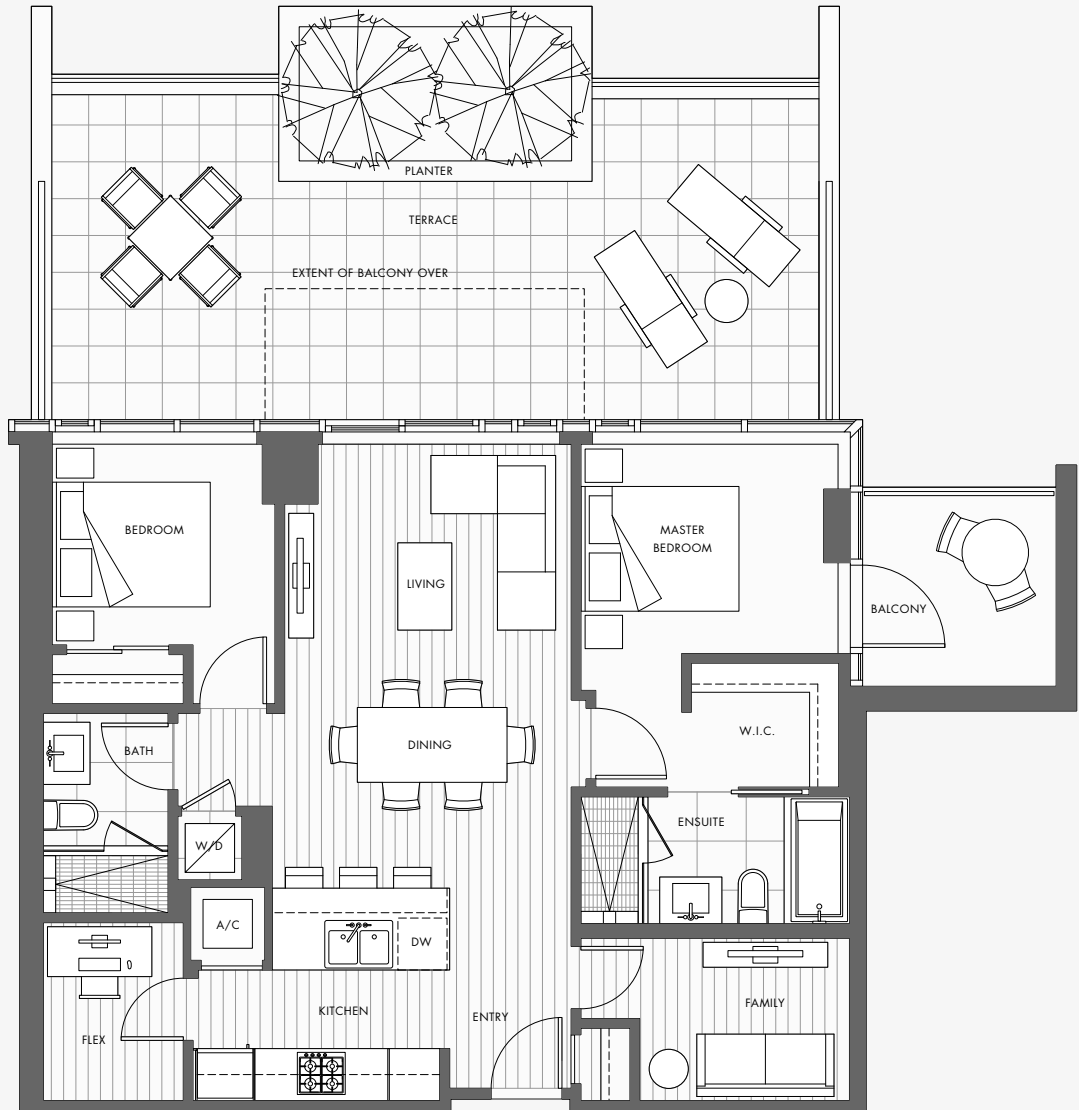 PLANTER
TERRACE
EXTENT OF BALCONY OVER
BEDROOM
MASTER
BEDROOM
LIVING
BALCONY
W.I.C.
DINING
BATH
ENSUITE
W/D
A/C
DW
FAMILY
KITCHEN
ENTRY
FLEX